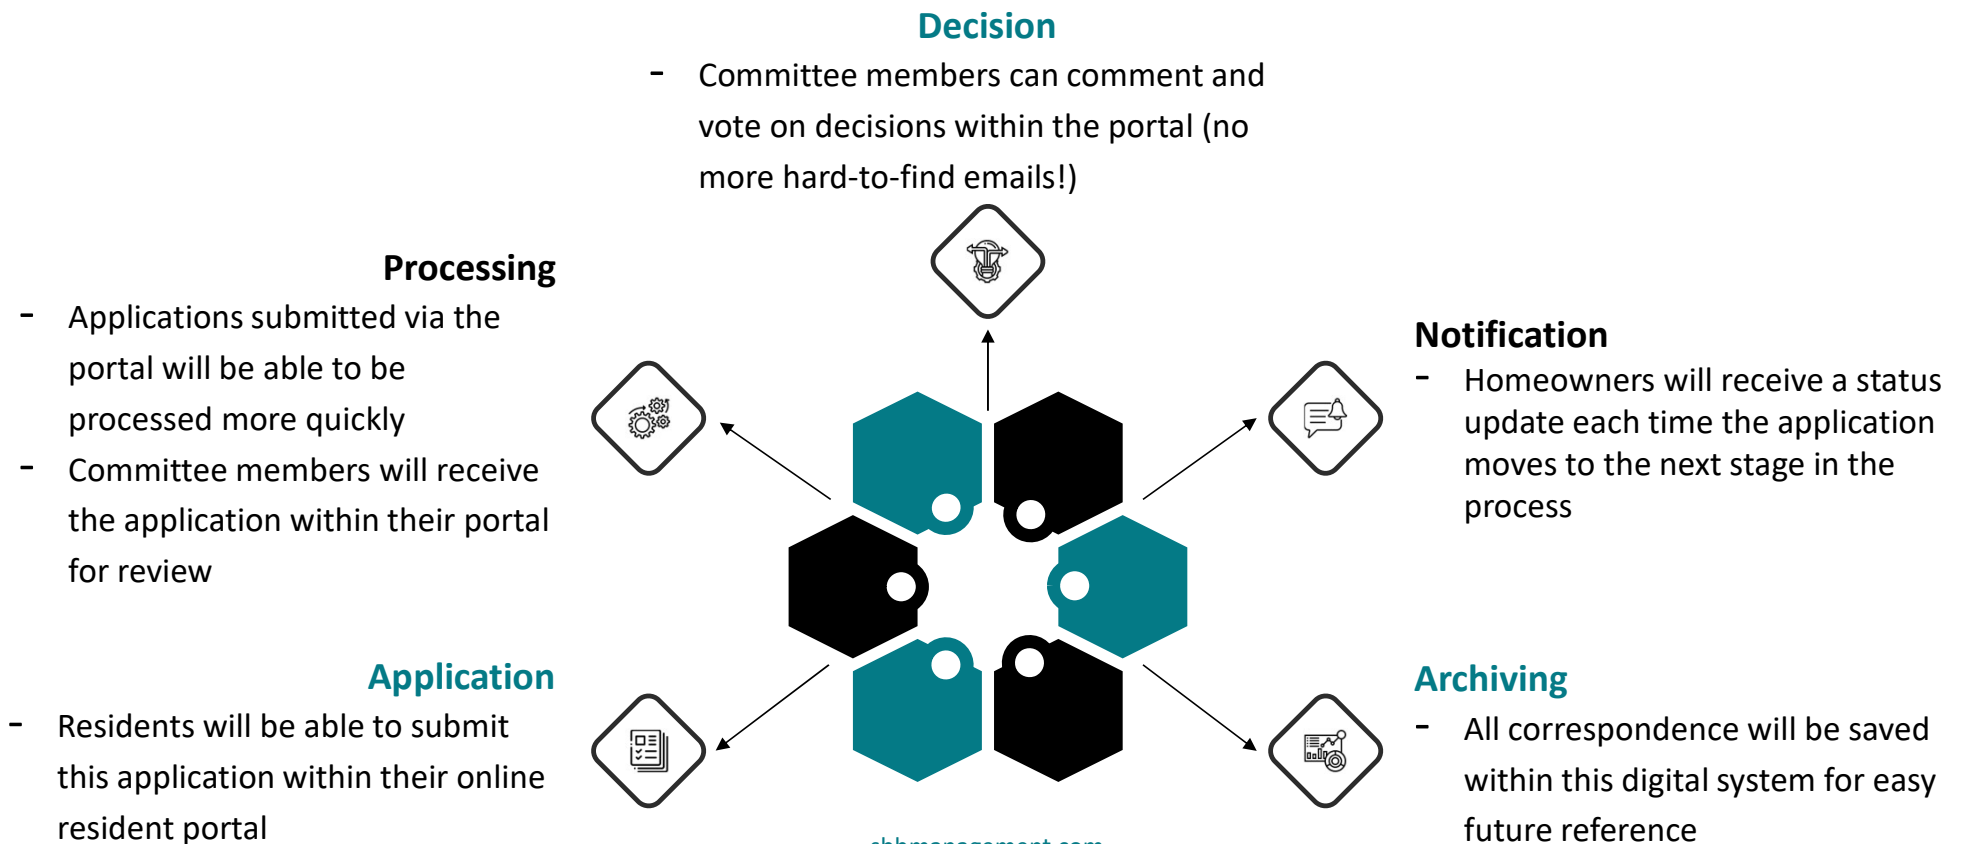 Decision
- Committee members can comment and
vote on decisions within the portal (no
more hard-to-find emails!)
Processing
- Applications submitted via the
portal will be able to be
processed more quickly
- Committee members will receive
the application within their portal
for review
Application
- Residents will be able to submit
this application within their online
resident portal
Notification
- Homeowners will receive a status
update each time the application
moves to the next stage in the
process
Archiving
- All correspondence will be saved
within this digital system for easy
future reference